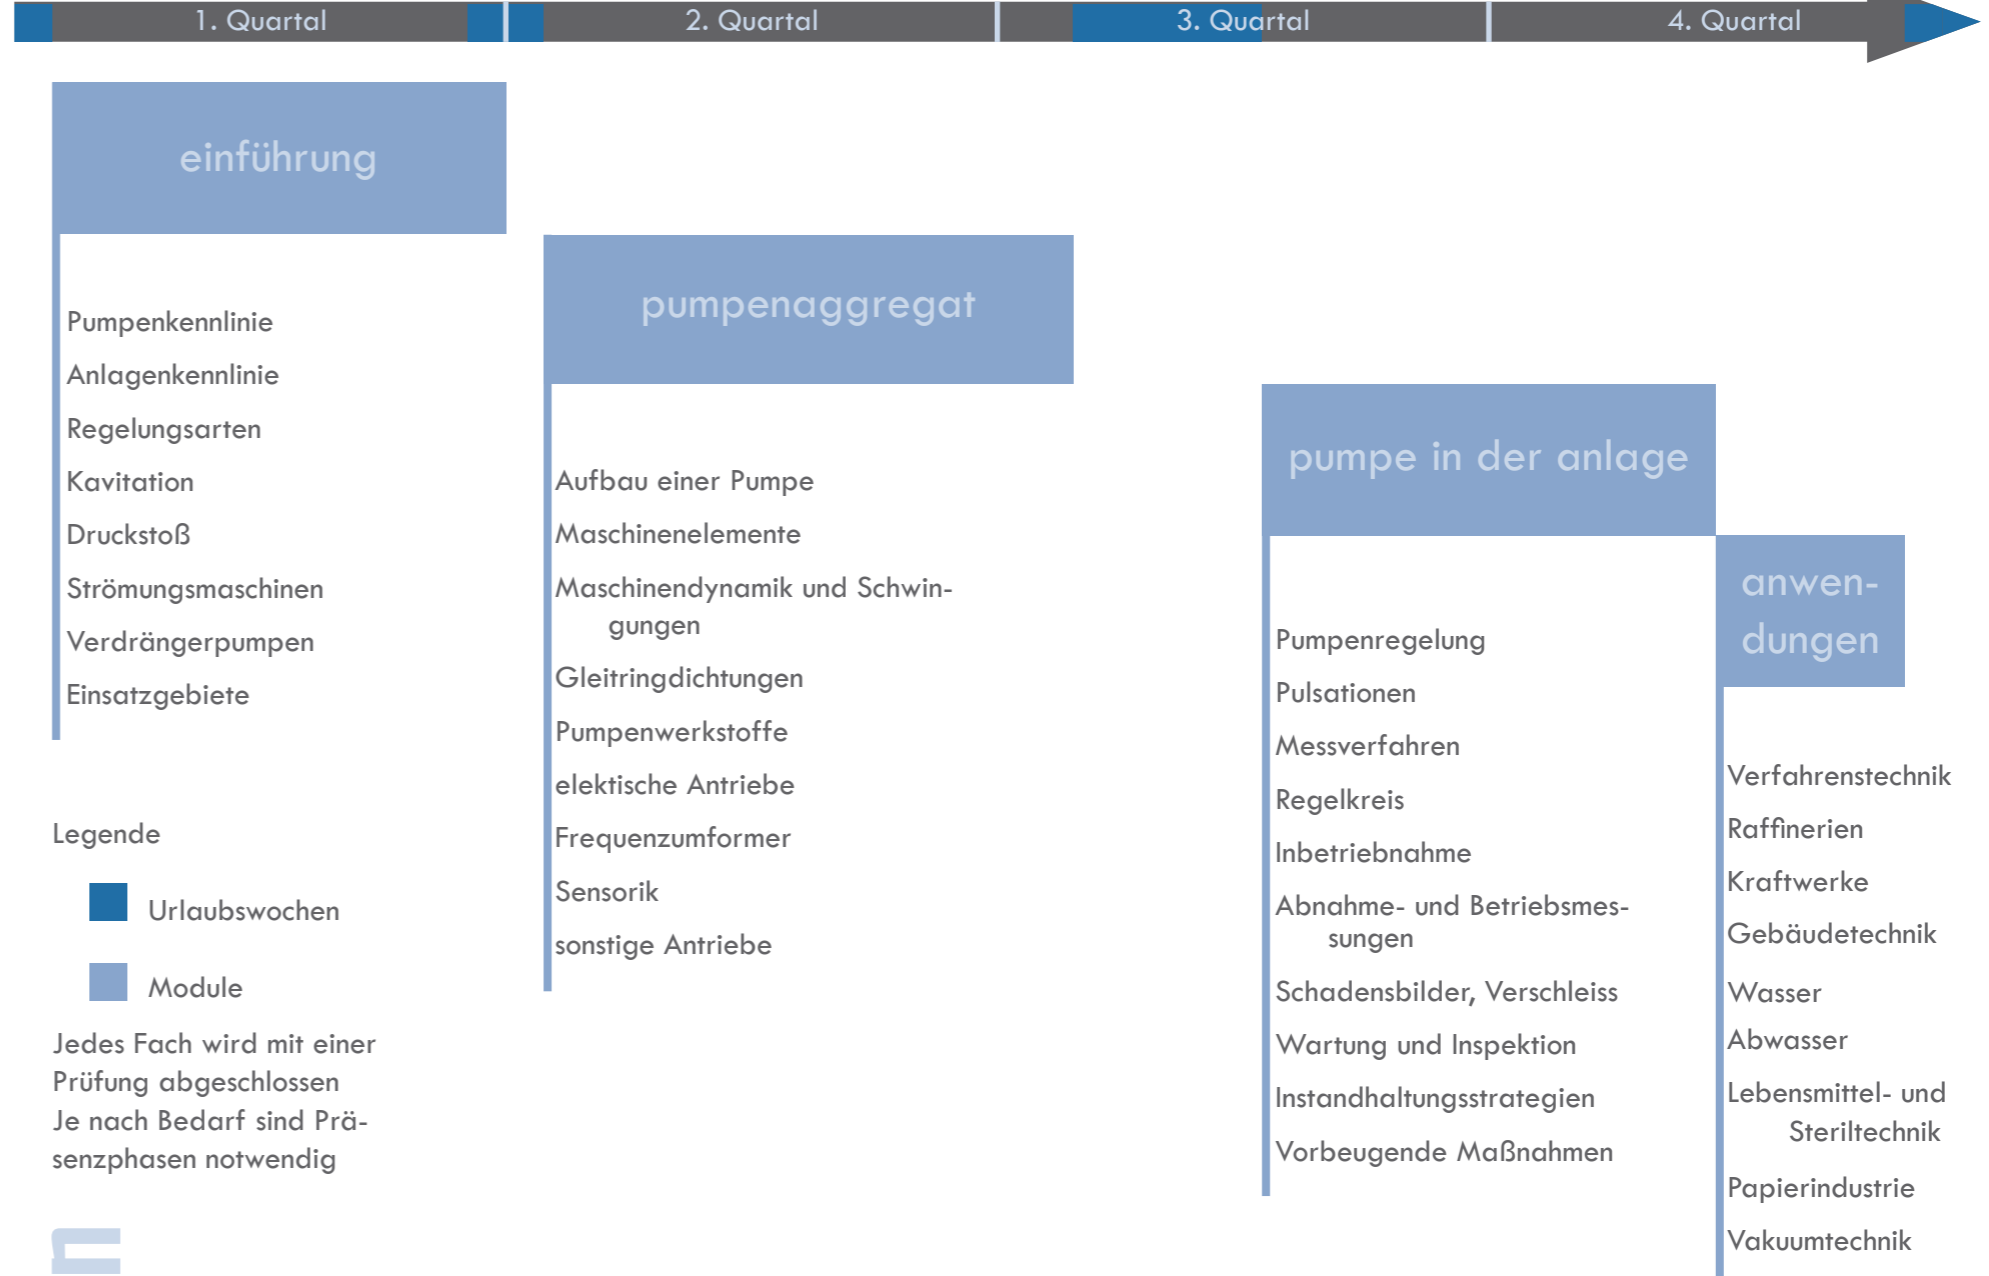 1. Quartal
2. Quartal
3. Quartal
4. Quartal
einführung
Pumpenkennlinie
Anlagenkennlinie
Regelungsarten
Kavitation
Druckstoß
Strömungsmaschinen
Verdrängerpumpen
Einsatzgebiete
pumpenaggregat
Aufbau einer Pumpe
Maschinenelemente
Maschinendynamik und Schwin-
gungen
Gleitringdichtungen
Pumpenwerkstoffe
elektische Antriebe
Frequenzumformer
Sensorik
sonstige Antriebe
pumpe in der anlage
Pumpenregelung
Pulsationen
Messverfahren
Regelkreis
Inbetriebnahme
Abnahme- und Betriebsmes-
sungen
Schadensbilder, Verschleiss
Wartung und Inspektion
Instandhaltungsstrategien
Vorbeugende Maßnahmen
anwen-
dungen
Verfahrenstechnik
Raffinerien
Kraftwerke
Gebäudetechnik
Wasser
Abwasser
Lebensmittel- und
Steriltechnik
Papierindustrie
Vakuumtechnik
Legende
Urlaubswochen
Module
Jedes Fach wird mit einer
Prüfung abgeschlossen
Je nach Bedarf sind Prä-
senzphasen notwendig